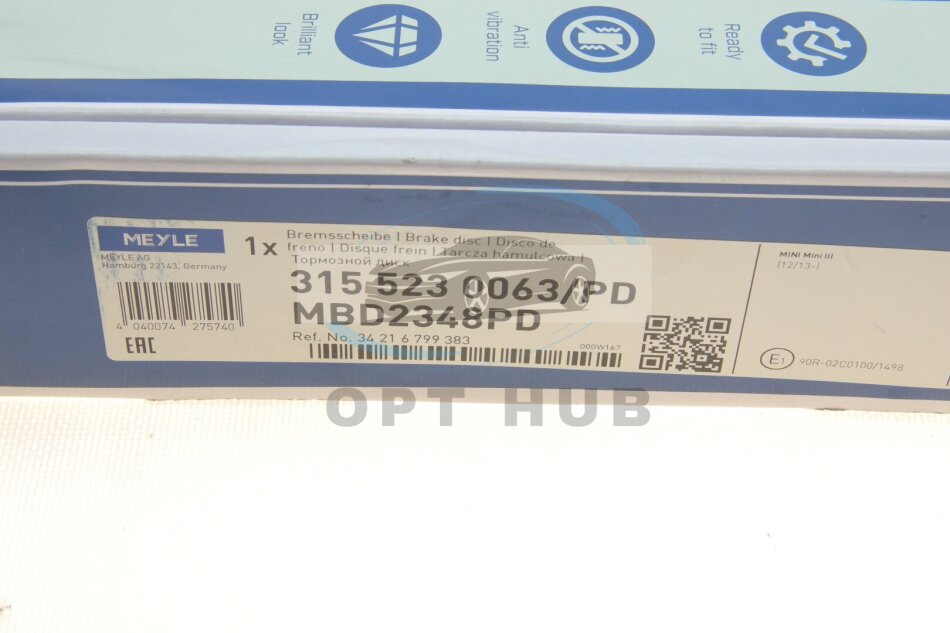 Brilliant
look
Anti
vibration
Ready
to fit
MEYLE
MEYLE AG
Hamburg 22143, Germany
4 040074 275740
EAC
1x
Bremsscheibe | Brake disc | Disco de
freno | Disque frein | Tarcza hamulcowa |
Тормозной диск
315 523 0063/PD
MBD2348PD
Ref. No. 34 21 6 799 383
000W167
MINI Mini III
(12/13-)
E1 90R-02C0100/1498
OPT HUB